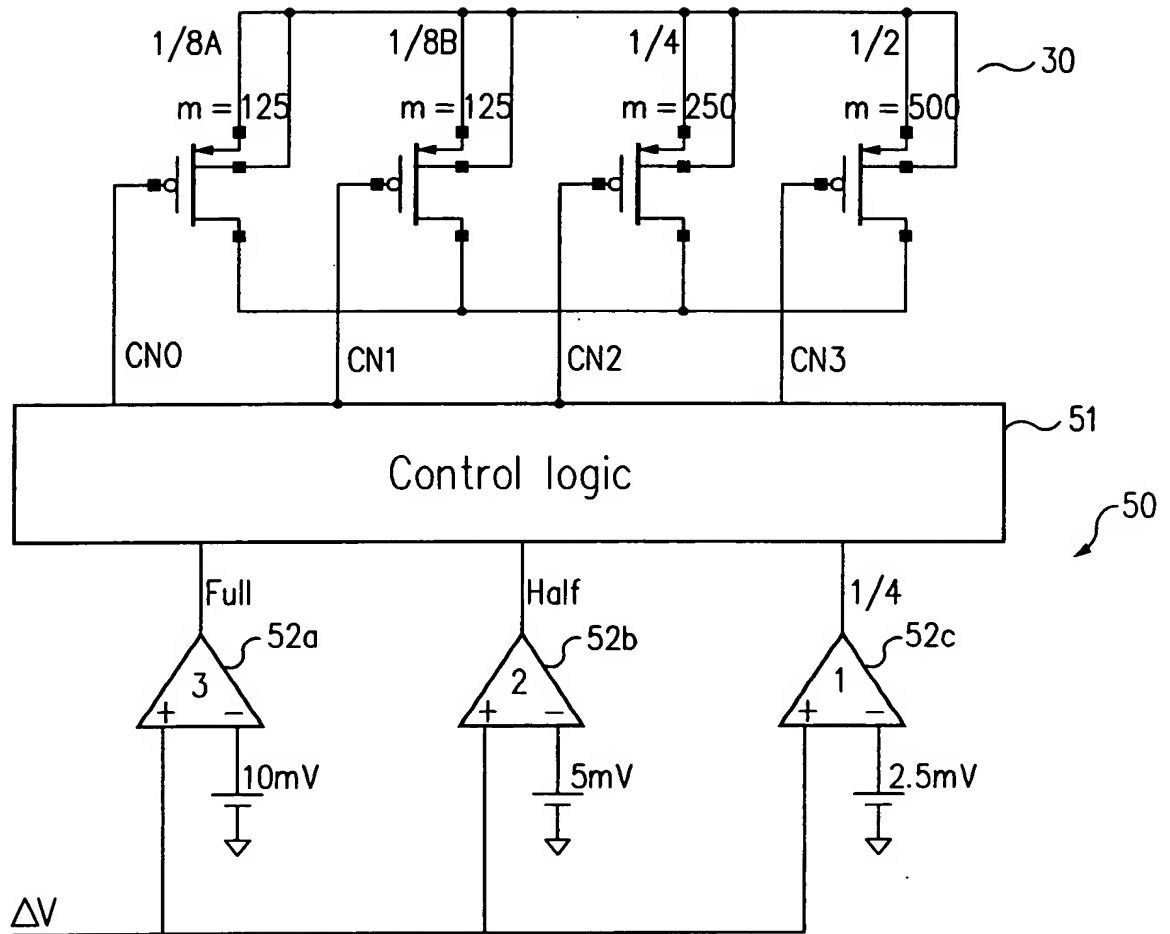 1/8A 1/8B 1/4 1/2
30
m = 125 m = 125 m = 250 m = 500
CN0 CN1 CN2 CN3
51
Control logic
50
Full Half 1/4
52a 52b 52c
3 2 1
+ − + − + −
10mV 5mV 2.5mV
ΔV